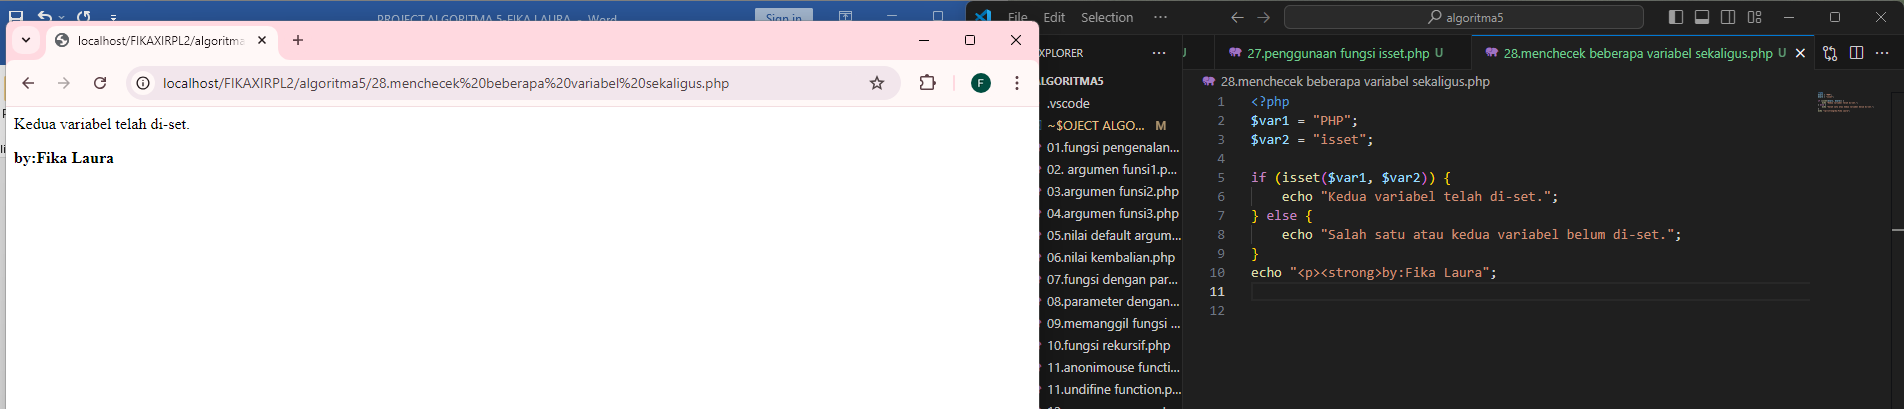 PROJECT ALGORITMA 5-FIKA LAURA - Word
Sign in
localhost/FIKAXIRPL2/algoritma
localhost/FIKAXIRPL2/algoritma5/28.menchecek%20beberapa%20variabel%20sekaligus.php
F
Kedua variabel telah di-set.
by:Fika Laura
File Edit Selection ...
algoritma5
XPLORER ...
27.penggunaan fungsi isset.php U
28.menchecek beberapa variabel sekaligus.php U
28.menchecek beberapa variabel sekaligus.php
ALGORITMA5
.vscode
~$OJECT ALGO... M
01.fungsi pengenalan...
02. argumen funsi1.p...
03.argumen funsi2.php
04.argumen funsi3.php
05.nilai default argum...
06.nilai kembalian.php
07.fungsi dengan par...
08.parameter dengan...
09.memanggil fungsi ...
10.fungsi rekursif.php
11.anonimouse functi...
11.undifine function.p...
1 <?php
2 $var1 = "PHP";
3 $var2 = "isset";
4
5 if (isset($var1, $var2)) {
6 echo "Kedua variabel telah di-set.";
7 } else {
8 echo "Salah satu atau kedua variabel belum di-set.";
9 }
10 echo "<p><strong>by:Fika Laura";
11
12